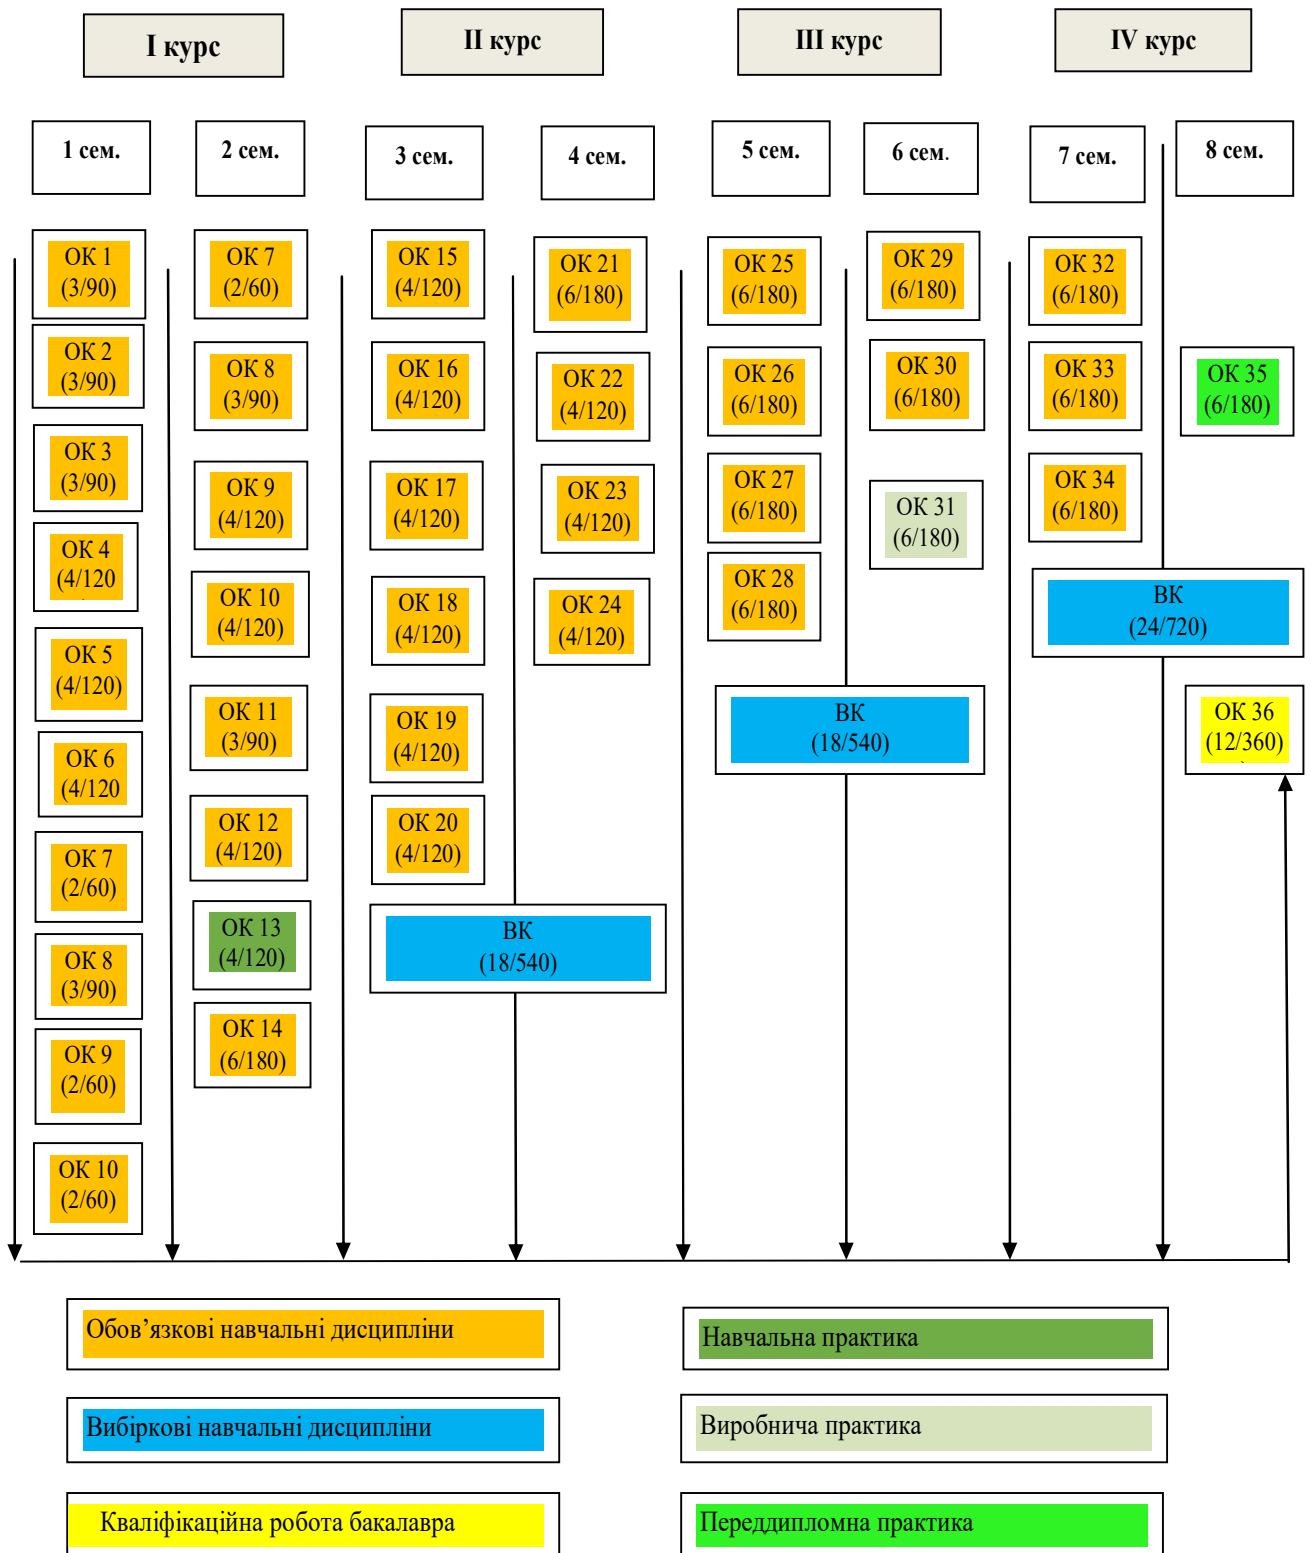 І курс
ІІ курс
ІІІ курс
ІV курс
1 сем.
2 сем.
3 сем.
4 сем.
5 сем.
6 сем.
7 сем.
8 сем.
ОК 1
(3/90)
ОК 2
(3/90)
ОК 3
(3/90)
ОК 4
(4/120
ОК 5
(4/120)
ОК 6
(4/120
ОК 7
(2/60)
ОК 8
(3/90)
ОК 9
(2/60)
ОК 10
(2/60)
ОК 7
(2/60)
ОК 8
(3/90)
ОК 9
(4/120)
ОК 10
(4/120)
ОК 11
(3/90)
ОК 12
(4/120)
ОК 13
(4/120)
ОК 14
(6/180)
ОК 15
(4/120)
ОК 16
(4/120)
ОК 17
(4/120)
ОК 18
(4/120)
ОК 19
(4/120)
ОК 20
(4/120)
ОК 21
(6/180)
ОК 22
(4/120)
ОК 23
(4/120)
ОК 24
(4/120)
ВК
(18/540)
ОК 25
(6/180)
ОК 26
(6/180)
ОК 27
(6/180)
ОК 28
(6/180)
ОК 29
(6/180)
ОК 30
(6/180)
ОК 31
(6/180)
ВК
(18/540)
ОК 32
(6/180)
ОК 33
(6/180)
ОК 34
(6/180)
ОК 35
(6/180)
ВК
(24/720)
ОК 36
(12/360)
Обов’язкові навчальні дисципліни
Навчальна практика
Вибіркові навчальні дисципліни
Виробнича практика
Кваліфікаційна робота бакалавра
Переддипломна практика